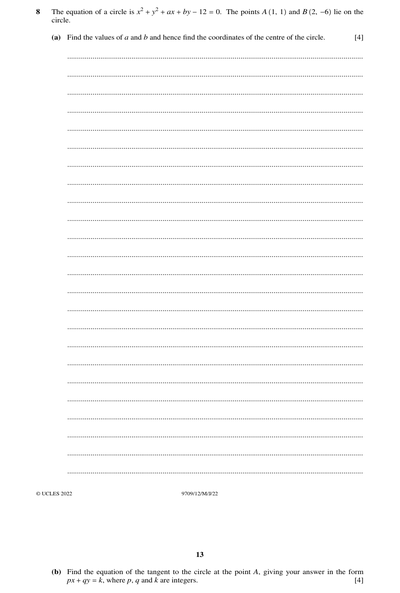 8 The equation of a circle is x² + y² + ax + by − 12 = 0. The points A (1, 1) and B (2, −6) lie on the
circle.
(a) Find the values of a and b and hence find the coordinates of the centre of the circle. [4]
© UCLES 2022 9709/12/M/J/22
13
(b) Find the equation of the tangent to the circle at the point A, giving your answer in the form
px + qy = k, where p, q and k are integers. [4]